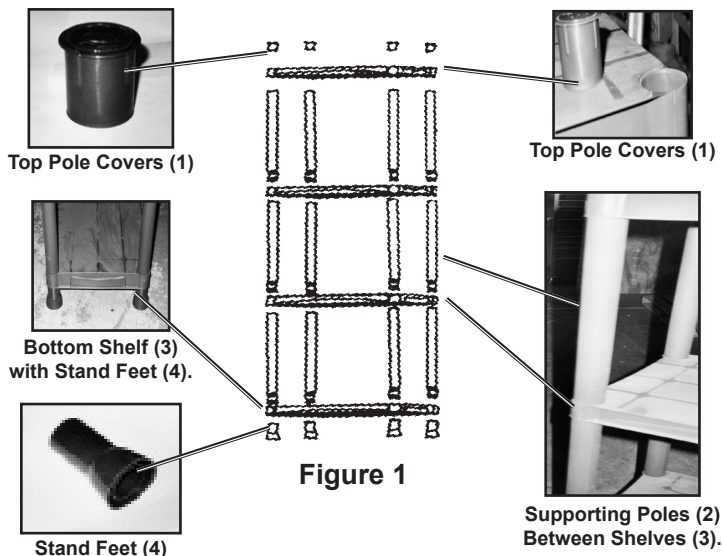 Top Pole Covers (1)
Top Pole Covers (1)
Bottom Shelf (3)
with Stand Feet (4).
Figure 1
Stand Feet (4)
Supporting Poles (2)
Between Shelves (3).